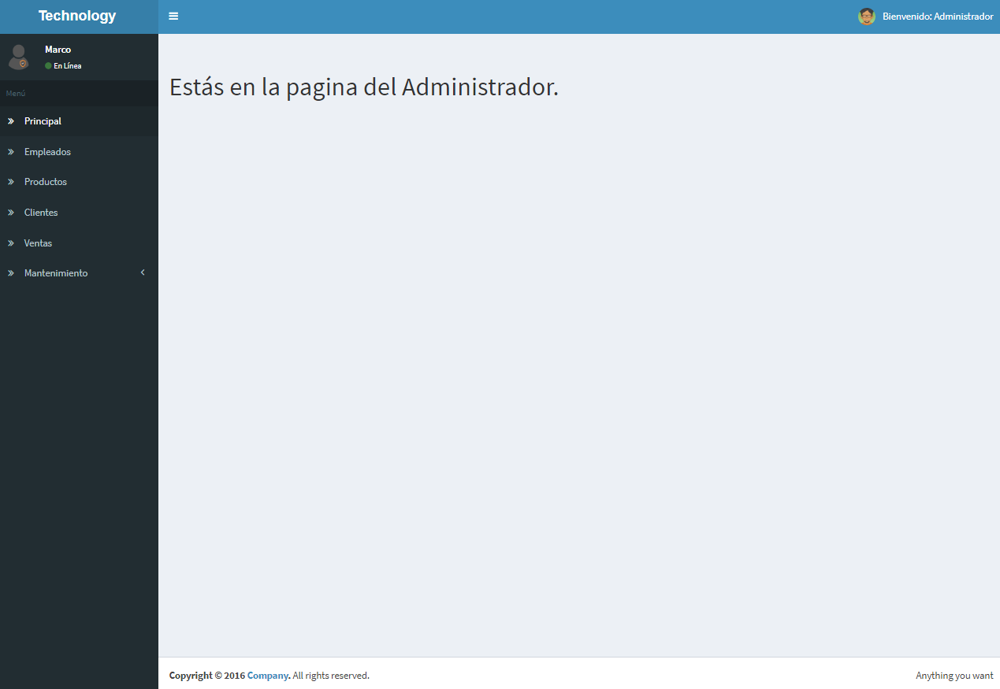 Technology
Bienvenido: Administrador
Marco
En Línea
Menú
Principal
Empleados
Productos
Clientes
Ventas
Mantenimiento
Estás en la pagina del Administrador.
Copyright © 2016 Company. All rights reserved.
Anything you want